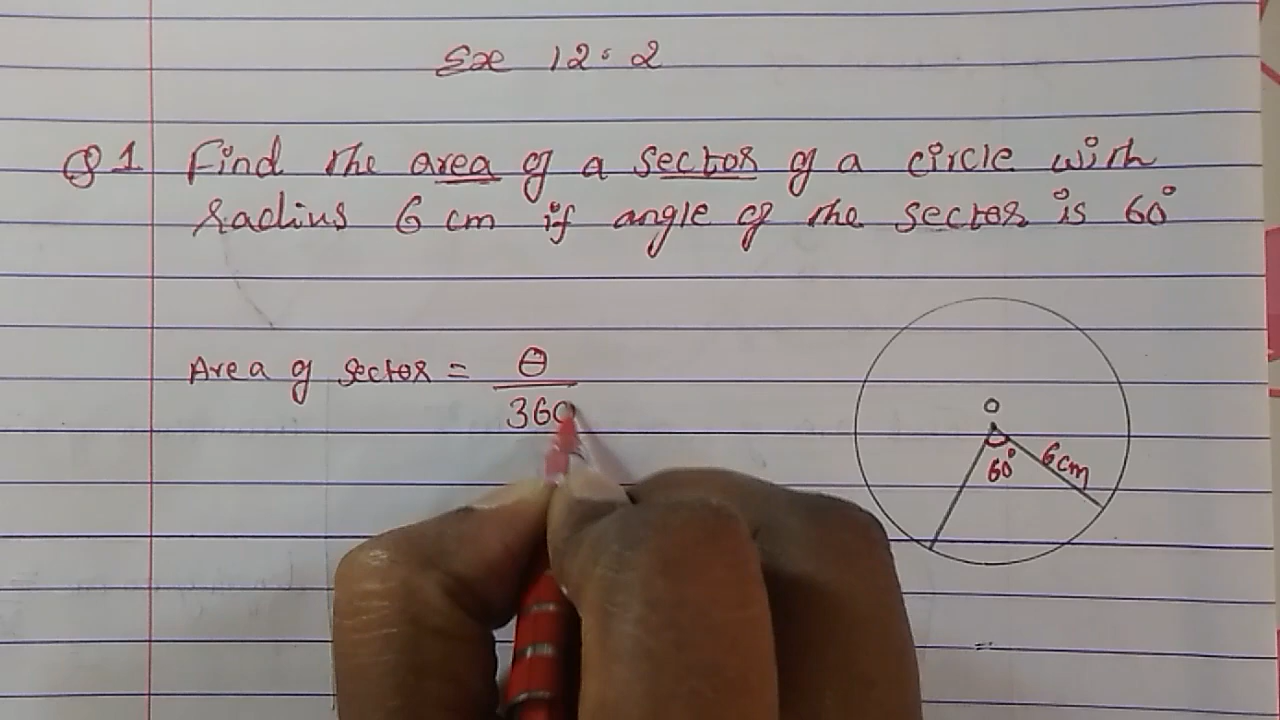 Ex 12.2
Q1 Find the area of a sector of a circle with
radius 6 cm if angle of the sector is 60°
Area of sector = θ
360
O
60°
6cm